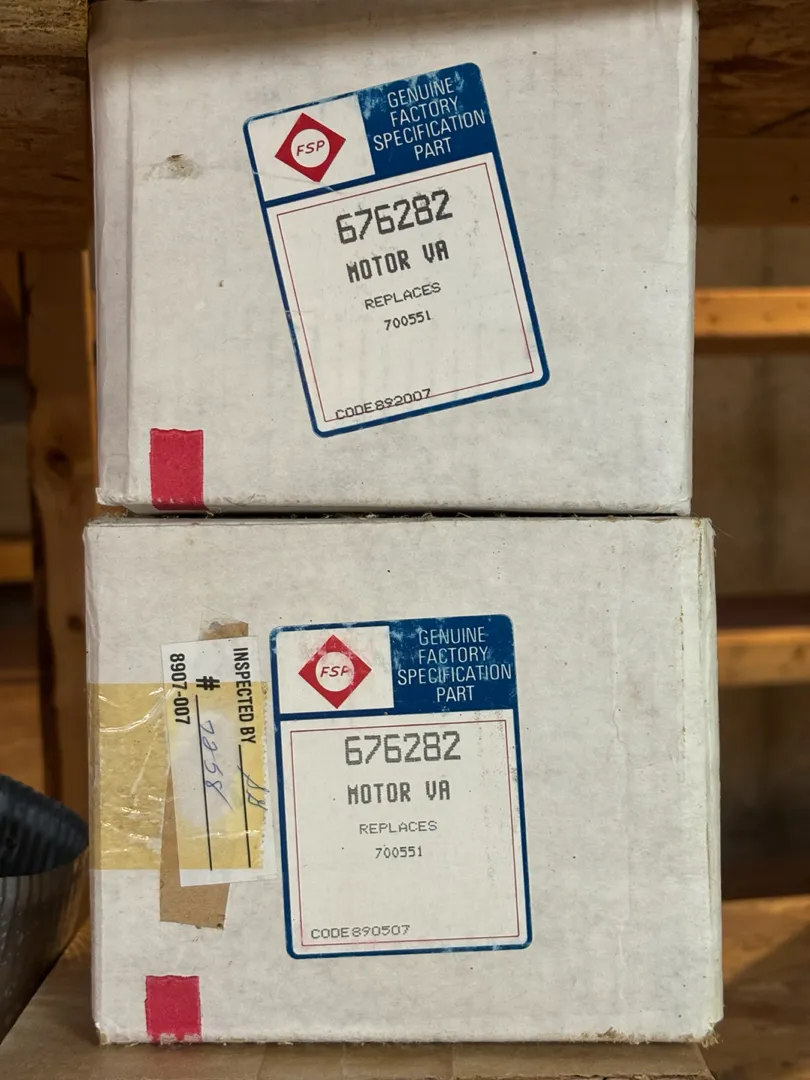 FSP
GENUINE
FACTORY
SPECIFICATION
PART
676282
MOTOR VA
REPLACES
700551
CODE892007
FSP
GENUINE
FACTORY
SPECIFICATION
PART
676282
MOTOR VA
REPLACES
700551
CODE890507
INSPECTED BY
# 7258
8907-007